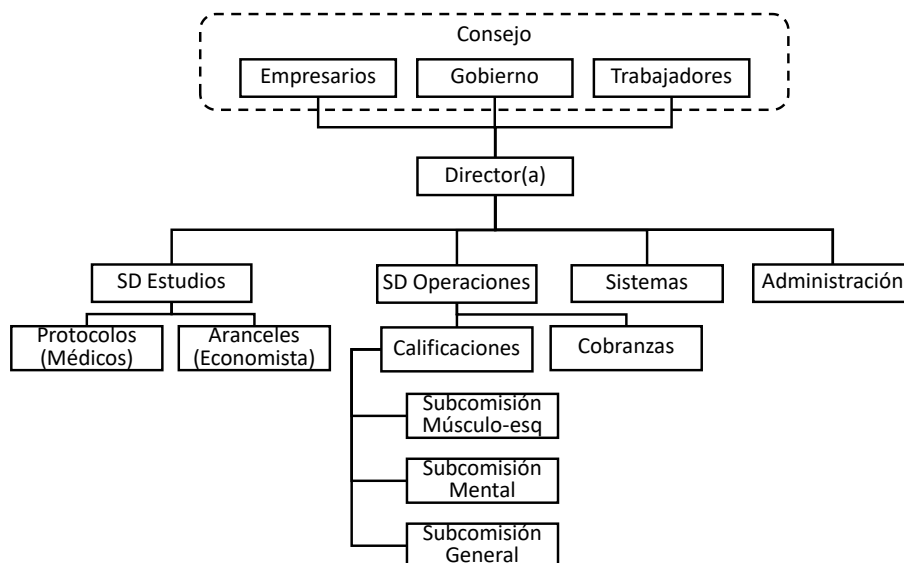 Consejo
Empresarios
Gobierno
Trabajadores
Director(a)
SD Estudios
SD Operaciones
Sistemas
Administración
Protocolos
(Médicos)
Aranceles
(Economista)
Calificaciones
Cobranzas
Subcomisión
Músculo-esq
Subcomisión
Mental
Subcomisión
General